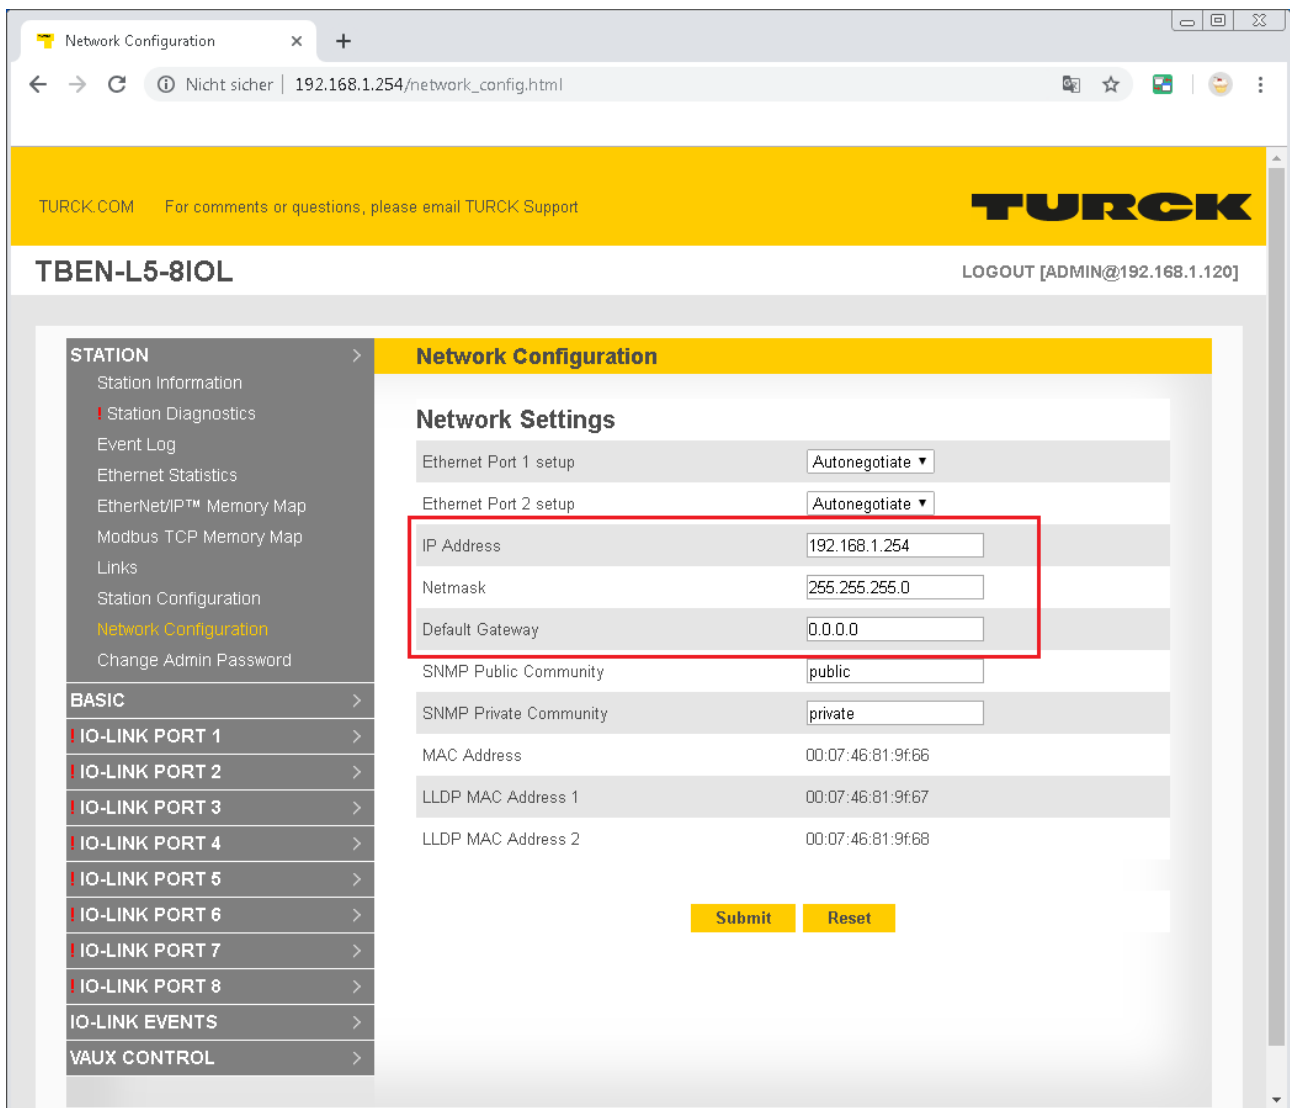 Network Configuration
Nicht sicher | 192.168.1.254/network_config.html
TURCK.COM For comments or questions, please email TURCK Support
TURCK
TBEN-L5-8IOL
LOGOUT [ADMIN@192.168.1.120]
STATION
Station Information
! Station Diagnostics
Event Log
Ethernet Statistics
EtherNet/IP™ Memory Map
Modbus TCP Memory Map
Links
Station Configuration
Network Configuration
Change Admin Password
BASIC
! IO-LINK PORT 1
! IO-LINK PORT 2
! IO-LINK PORT 3
! IO-LINK PORT 4
! IO-LINK PORT 5
! IO-LINK PORT 6
! IO-LINK PORT 7
! IO-LINK PORT 8
IO-LINK EVENTS
VAUX CONTROL
Network Configuration
Network Settings
Ethernet Port 1 setup Autonegotiate
Ethernet Port 2 setup Autonegotiate
IP Address 192.168.1.254
Netmask 255.255.255.0
Default Gateway 0.0.0.0
SNMP Public Community public
SNMP Private Community private
MAC Address 00:07:46:81:9f:66
LLDP MAC Address 1 00:07:46:81:9f:67
LLDP MAC Address 2 00:07:46:81:9f:68
Submit Reset